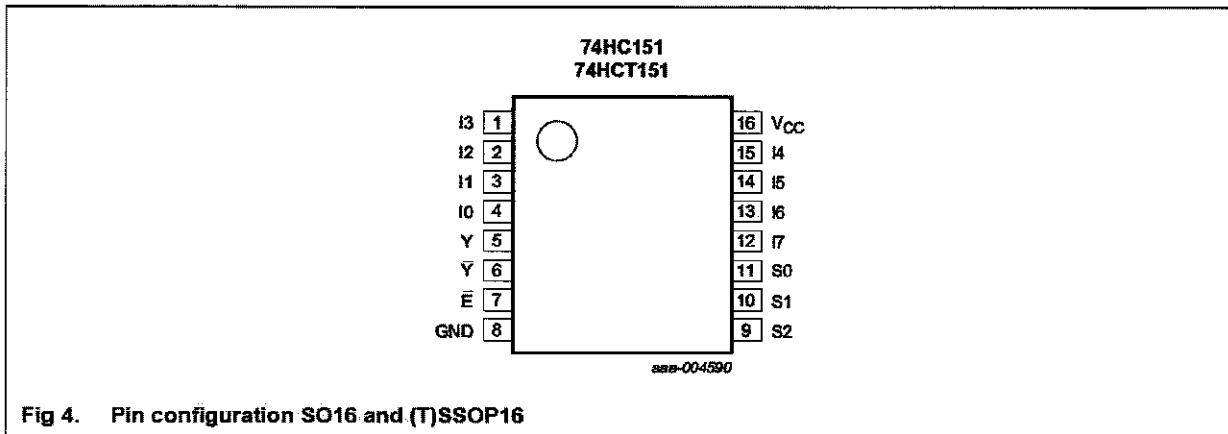 74HC151
74HCT151
I3 1
I2 2
I1 3
I0 4
Y 5
Y̅ 6
E̅ 7
GND 8
16 VCC
15 I4
14 I5
13 I6
12 I7
11 S0
10 S1
9 S2
aaa-004590
Fig 4. Pin configuration SO16 and (T)SSOP16